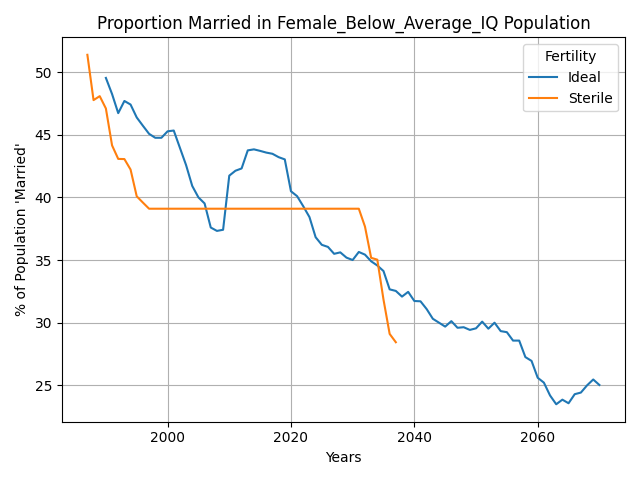 Proportion Married in Female_Below_Average_IQ Population
Fertility
Ideal
Sterile
% of Population 'Married'
50
45
40
35
30
25
2000
2020
2040
2060
Years